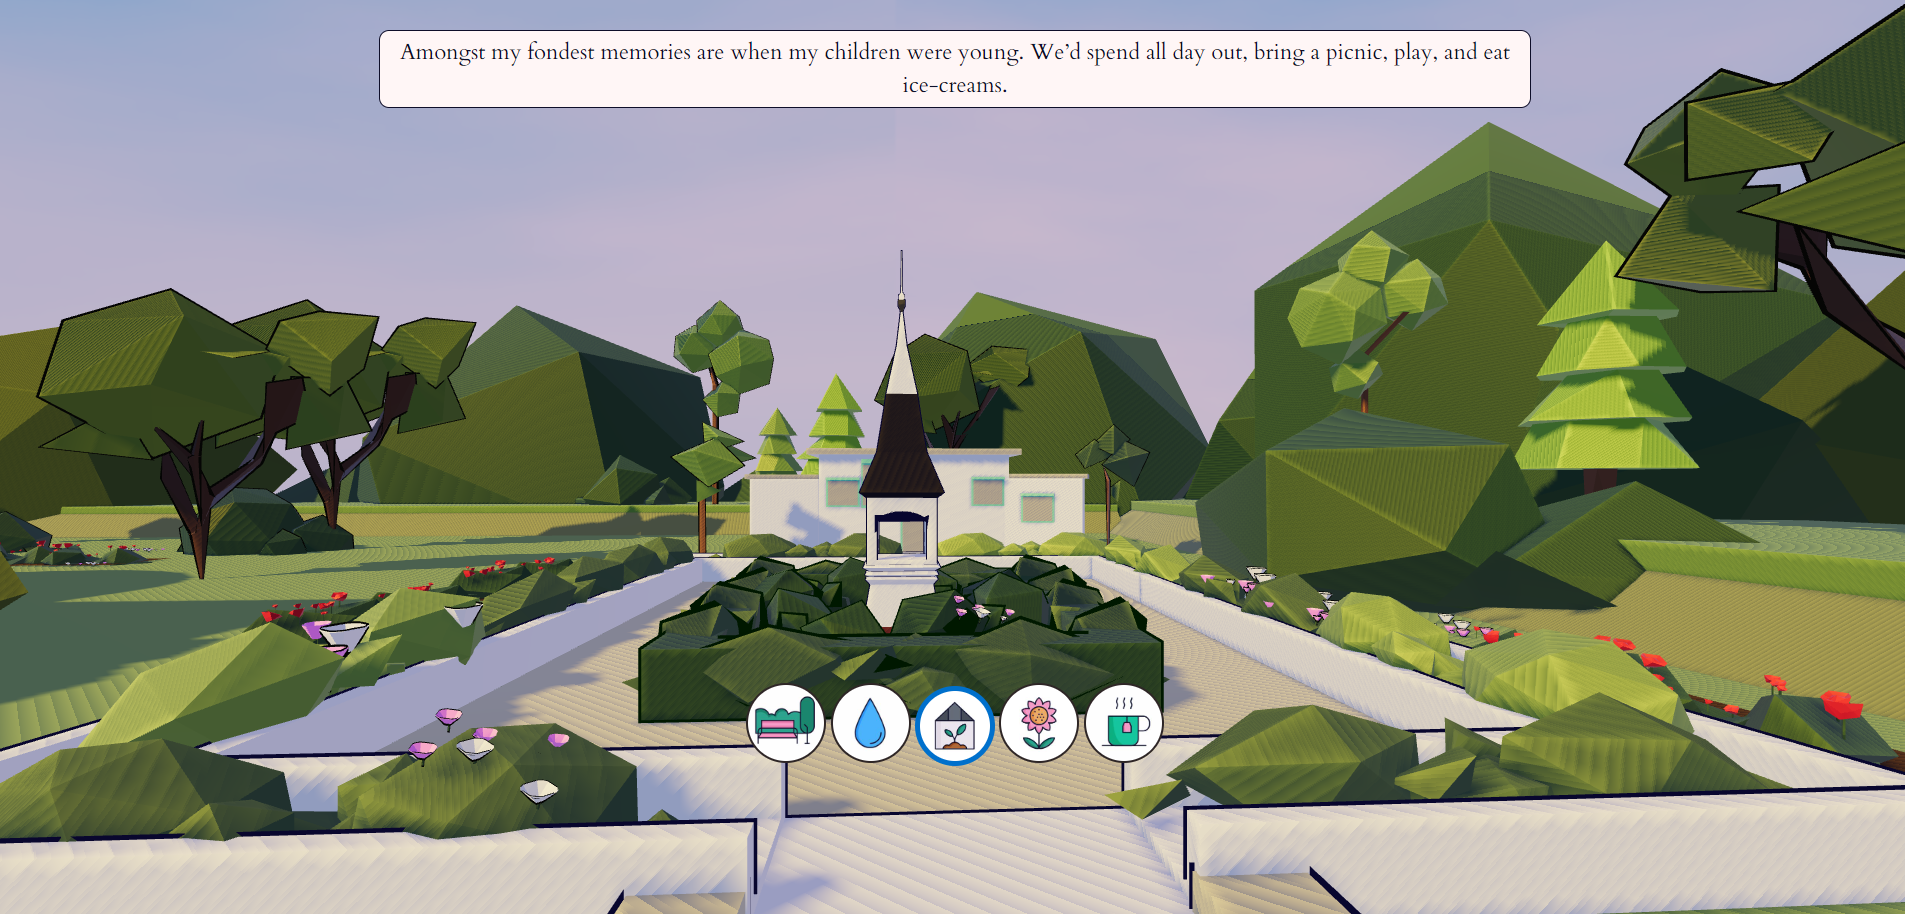 Amongst my fondest memories are when my children were young. We’d spend all day out, bring a picnic, play, and eat
ice-creams.